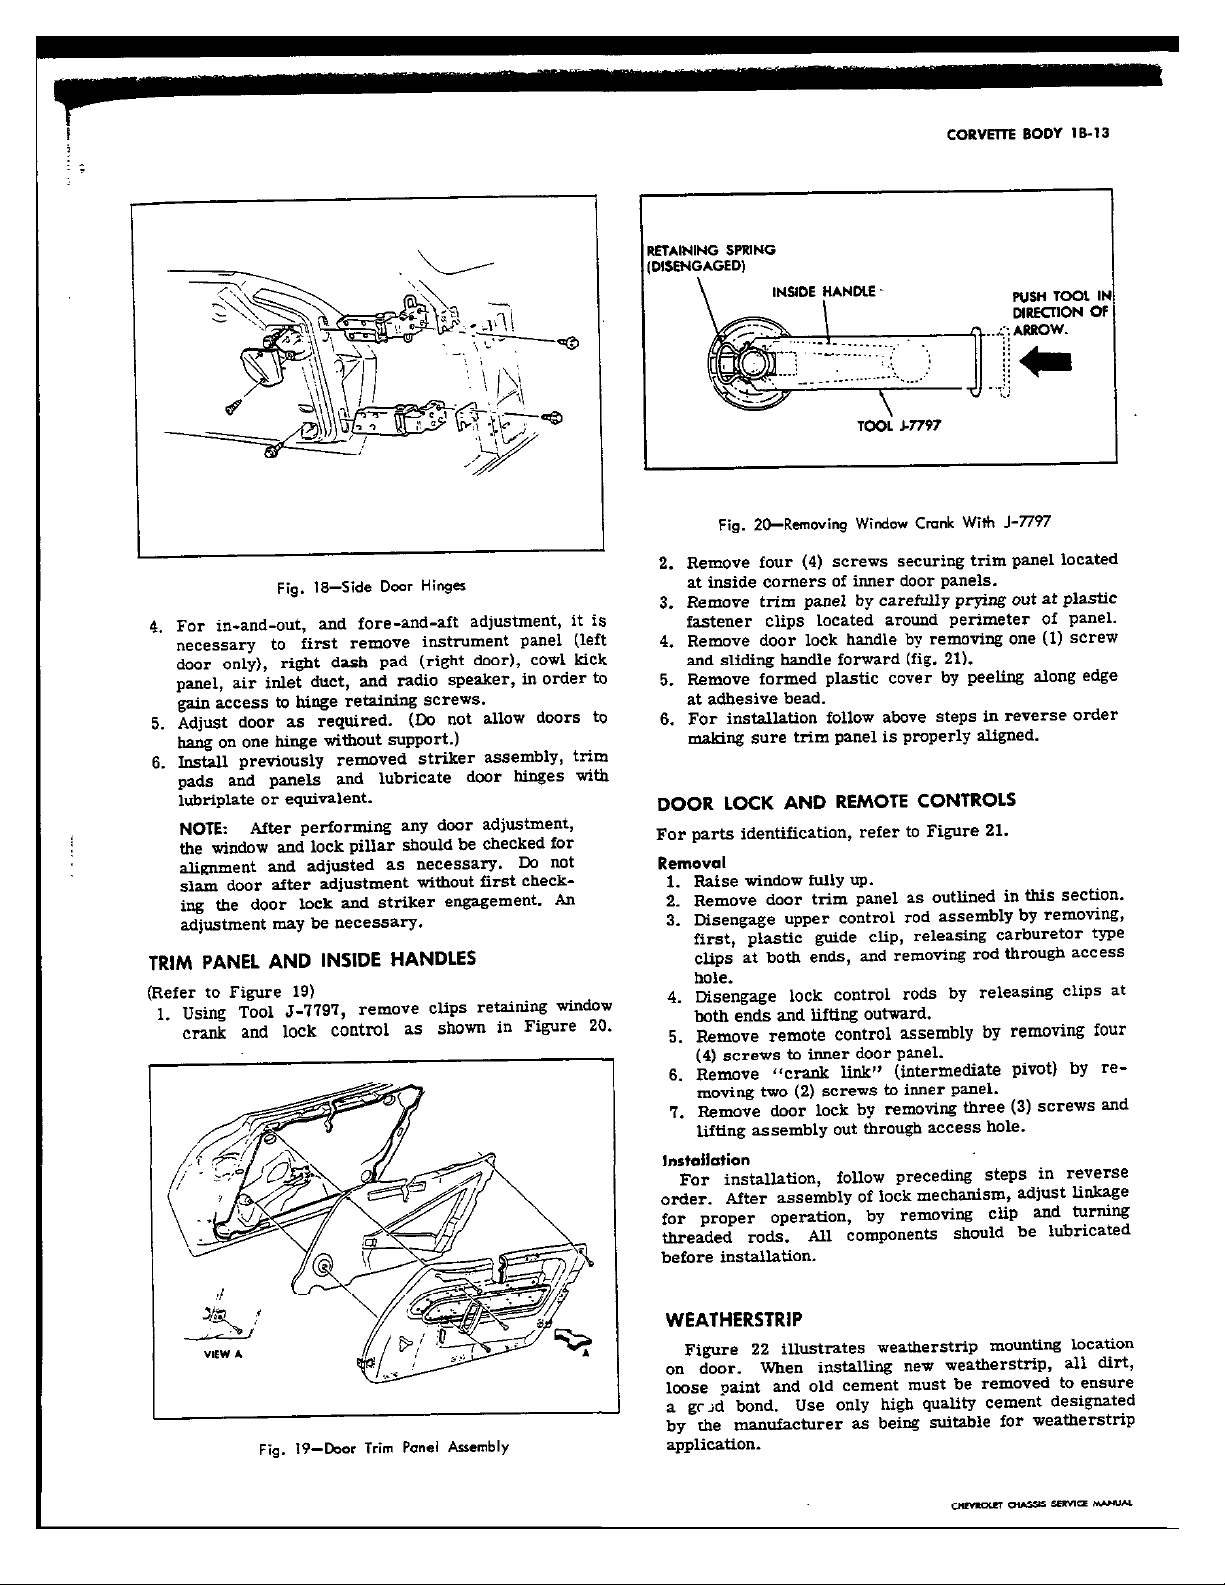 CORVETTE BODY 1B-13
Fig. 18—Side Door Hinges
4. For in-and-out, and fore-and-aft adjustment, it is
necessary to first remove instrument panel (left
door only), right dash pad (right door), cowl kick
panel, air inlet duct, and radio speaker, in order to
gain access to hinge retaining screws.
5. Adjust door as required. (Do not allow doors to
hang on one hinge without support.)
6. Install previously removed striker assembly, trim
pads and panels and lubricate door hinges with
lubriplate or equivalent.
NOTE: After performing any door adjustment,
the window and lock pillar should be checked for
alignment and adjusted as necessary. Do not
slam door after adjustment without first check-
ing the door lock and striker engagement. An
adjustment may be necessary.
TRIM PANEL AND INSIDE HANDLES
(Refer to Figure 19)
1. Using Tool J-7797, remove clips retaining window
crank and lock control as shown in Figure 20.
VIEW A
A
Fig. 19—Door Trim Panel Assembly
RETAINING SPRING
(DISENGAGED)
INSIDE HANDLE
PUSH TOOL IN
DIRECTION OF
ARROW.
TOOL J-7797
Fig. 20—Removing Window Crank With J-7797
2. Remove four (4) screws securing trim panel located
at inside corners of inner door panels.
3. Remove trim panel by carefully prying out at plastic
fastener clips located around perimeter of panel.
4. Remove door lock handle by removing one (1) screw
and sliding handle forward (fig. 21).
5. Remove formed plastic cover by peeling along edge
at adhesive bead.
6. For installation follow above steps in reverse order
making sure trim panel is properly aligned.
DOOR LOCK AND REMOTE CONTROLS
For parts identification, refer to Figure 21.
Removal
1. Raise window fully up.
2. Remove door trim panel as outlined in this section.
3. Disengage upper control rod assembly by removing,
first, plastic guide clip, releasing carburetor type
clips at both ends, and removing rod through access
hole.
4. Disengage lock control rods by releasing clips at
both ends and lifting outward.
5. Remove remote control assembly by removing four
(4) screws to inner door panel.
6. Remove "crank link" (intermediate pivot) by re-
moving two (2) screws to inner panel.
7. Remove door lock by removing three (3) screws and
lifting assembly out through access hole.
Installation
For installation, follow preceding steps in reverse
order. After assembly of lock mechanism, adjust linkage
for proper operation, by removing clip and turning
threaded rods. All components should be lubricated
before installation.
WEATHERSTRIP
Figure 22 illustrates weatherstrip mounting location
on door. When installing new weatherstrip, all dirt,
loose paint and old cement must be removed to ensure
a good bond. Use only high quality cement designated
by the manufacturer as being suitable for weatherstrip
application.
CHEVROLET CHASSIS SERVICE MANUAL